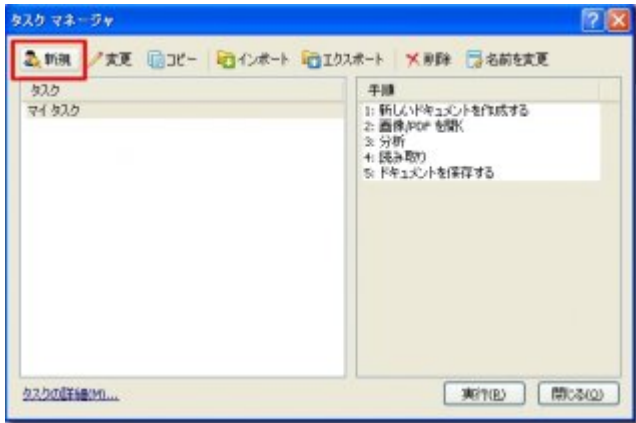 タスク マネージャ
新規 変更 コピー インポート エクスポート 削除 名前を変更
タスク
マイ タスク
手順
1: 新しいドキュメントを作成する
2: 画像/PDF を開く
3: 分析
4: 読み取り
5: ドキュメントを保存する
タスクの詳細(M)...
実行(R) 閉じる(O)